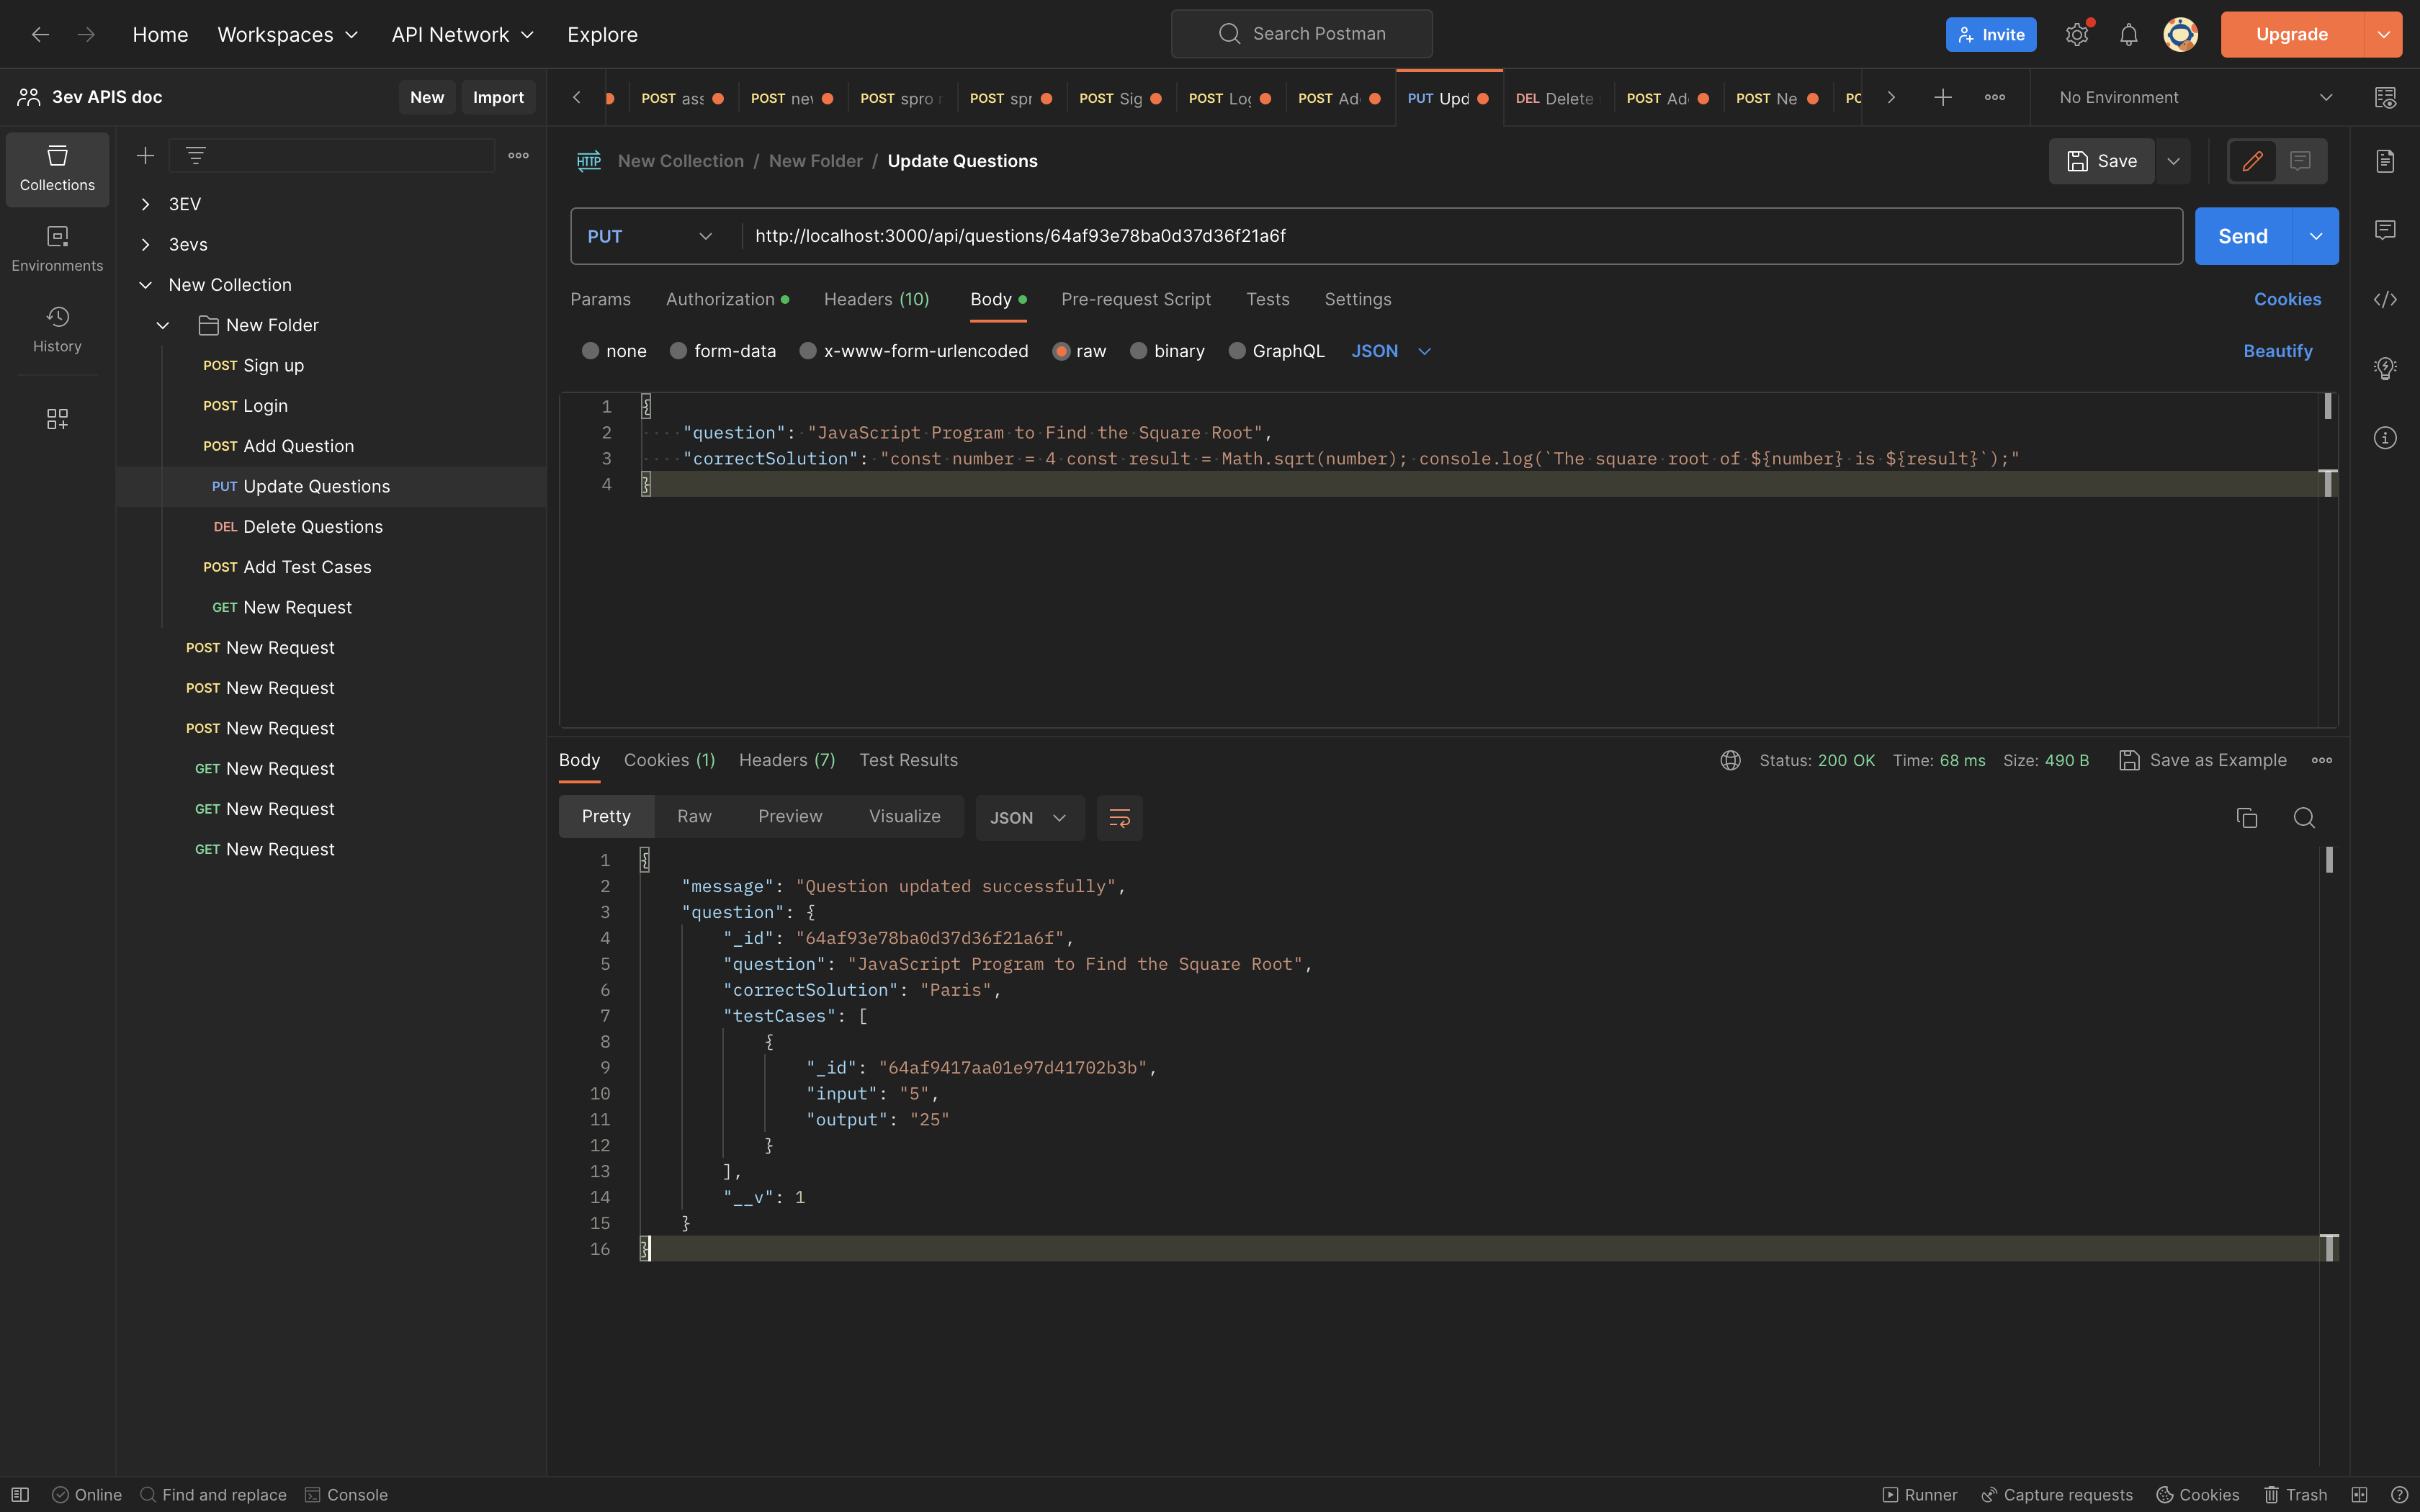 Home Workspaces API Network Explore Search Postman Invite Upgrade
3ev APIS doc New Import
POST ass POST nev POST spro r POST spr POST Sig POST Log POST Ad PUT Upd DEL Delete POST Ad POST Ne PO No Environment
Collections
Environments
History
3EV
3evs
New Collection
New Folder
POST Sign up
POST Login
POST Add Question
PUT Update Questions
DEL Delete Questions
POST Add Test Cases
GET New Request
POST New Request
POST New Request
POST New Request
GET New Request
GET New Request
GET New Request
HTTP New Collection / New Folder / Update Questions Save
PUT http://localhost:3000/api/questions/64af93e78ba0d37d36f21a6f Send
Params Authorization Headers (10) Body Pre-request Script Tests Settings Cookies
none form-data x-www-form-urlencoded raw binary GraphQL JSON Beautify
1 {
2 "question": "JavaScript Program to Find the Square Root",
3 "correctSolution": "const number = 4 const result = Math.sqrt(number); console.log(`The square root of ${number} is ${result}`);"
4 }
Body Cookies (1) Headers (7) Test Results Status: 200 OK Time: 68 ms Size: 490 B Save as Example
Pretty Raw Preview Visualize JSON
1 {
2 "message": "Question updated successfully",
3 "question": {
4 "_id": "64af93e78ba0d37d36f21a6f",
5 "question": "JavaScript Program to Find the Square Root",
6 "correctSolution": "Paris",
7 "testCases": [
8 {
9 "_id": "64af9417aa01e97d41702b3b",
10 "input": "5",
11 "output": "25"
12 }
13 ],
14 "__v": 1
15 }
16 }
Online Find and replace Console Runner Capture requests Cookies Trash